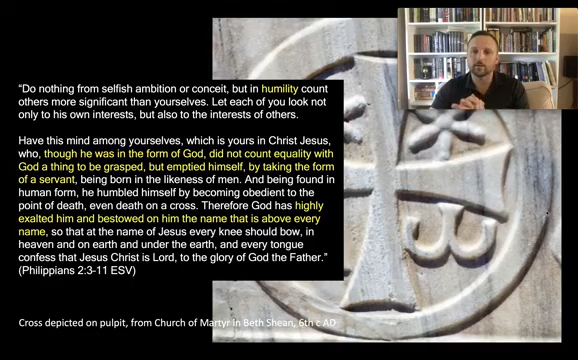 “Do nothing from selfish ambition or conceit, but in humility count
others more significant than yourselves. Let each of you look not
only to his own interests, but also to the interests of others.
Have this mind among yourselves, which is yours in Christ Jesus,
who, though he was in the form of God, did not count equality with
God a thing to be grasped, but emptied himself, by taking the form
of a servant, being born in the likeness of men. And being found in
human form, he humbled himself by becoming obedient to the
point of death, even death on a cross. Therefore God has highly
exalted him and bestowed on him the name that is above every
name, so that at the name of Jesus every knee should bow, in
heaven and on earth and under the earth, and every tongue
confess that Jesus Christ is Lord, to the glory of God the Father.”
(Philippians 2:3-11 ESV)
Cross depicted on pulpit, from Church of Martyr in Beth Shean, 6th c AD